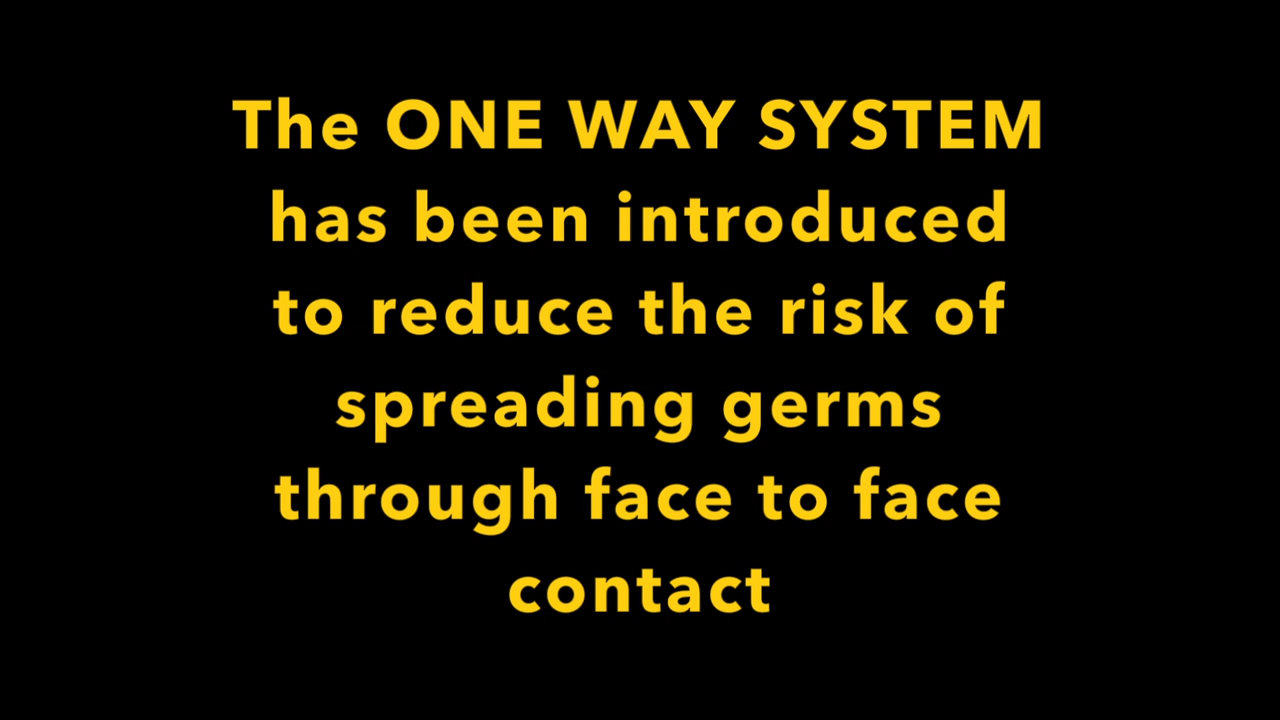 The ONE WAY SYSTEM
has been introduced
to reduce the risk of
spreading germs
through face to face
contact